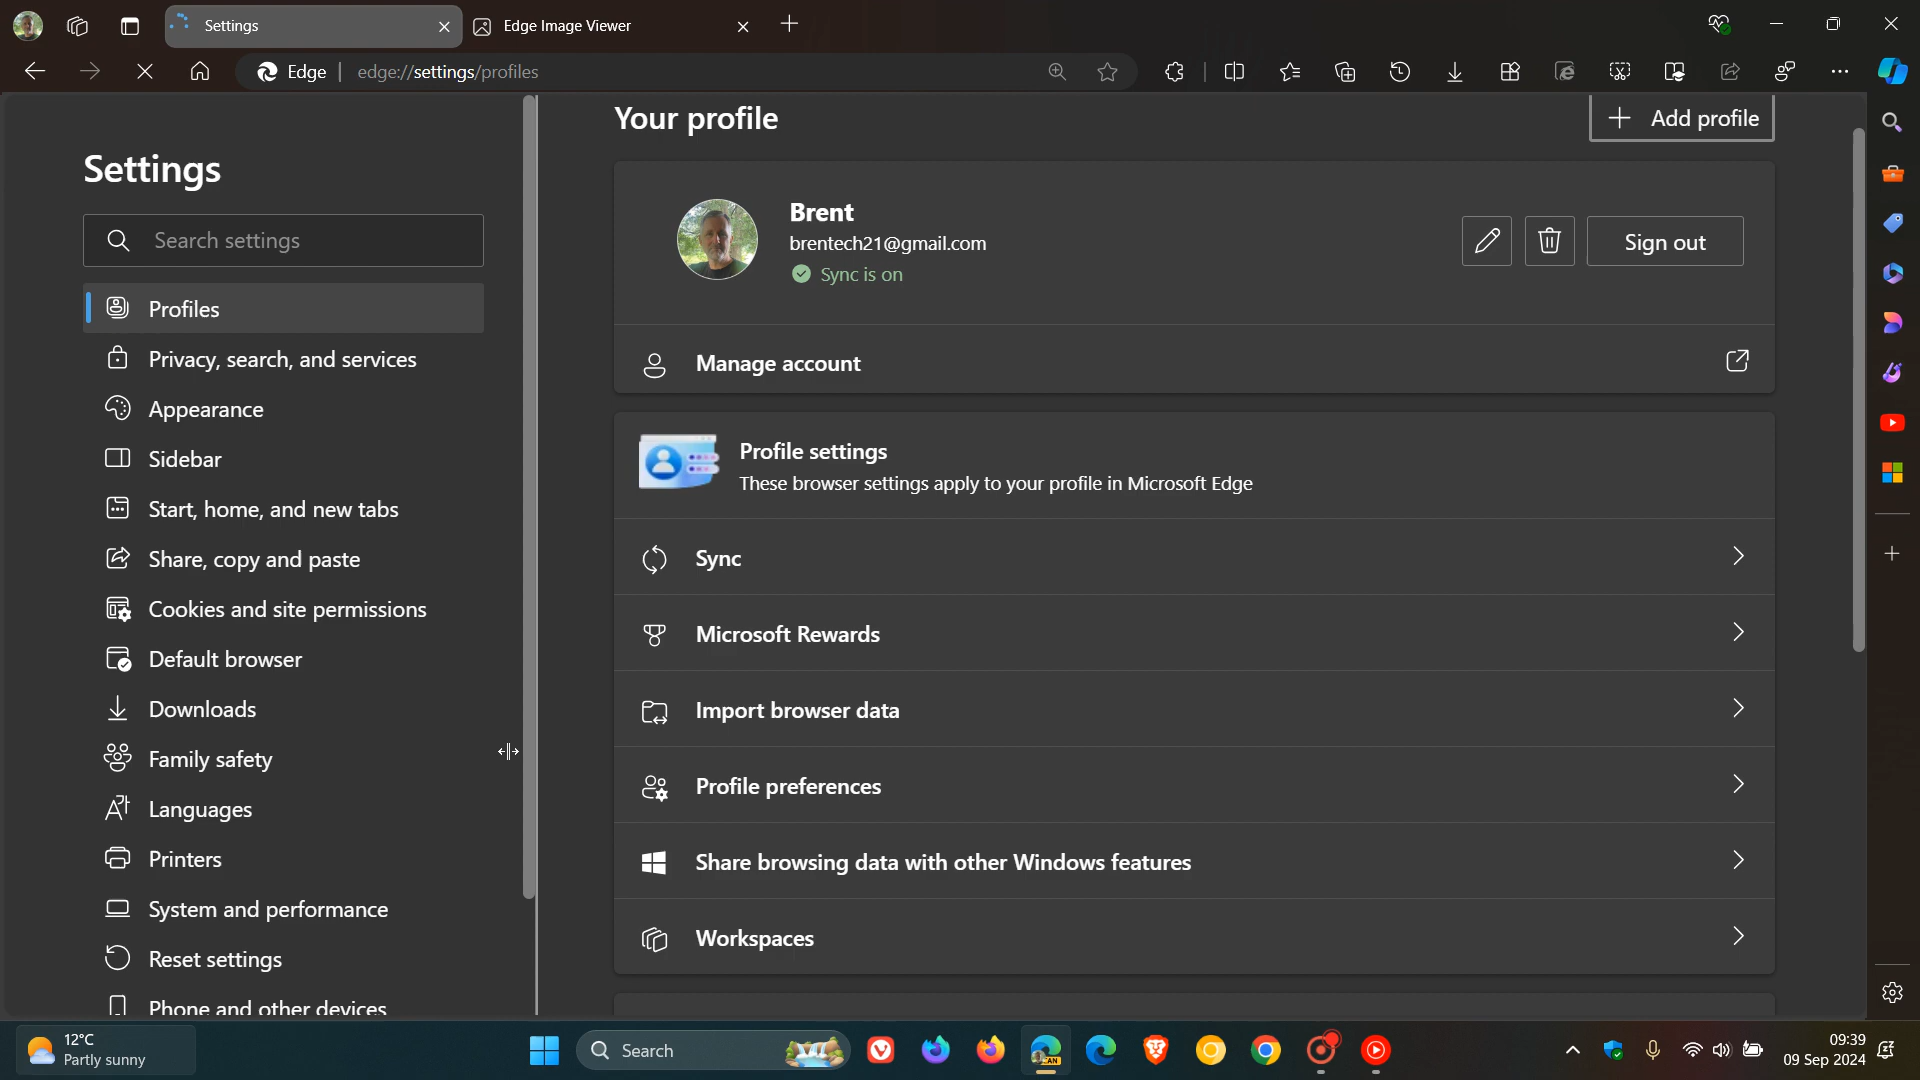 Settings
Edge Image Viewer
Edge
edge://settings/profiles
Settings
Search settings
Profiles
Privacy, search, and services
Appearance
Sidebar
Start, home, and new tabs
Share, copy and paste
Cookies and site permissions
Default browser
Downloads
Family safety
Languages
Printers
System and performance
Reset settings
Phone and other devices
Your profile
Add profile
Brent
brentech21@gmail.com
Sync is on
Sign out
Manage account
Profile settings
These browser settings apply to your profile in Microsoft Edge
Sync
Microsoft Rewards
Import browser data
Profile preferences
Share browsing data with other Windows features
Workspaces
12°C
Partly sunny
Search
CAN
09:39
09 Sep 2024